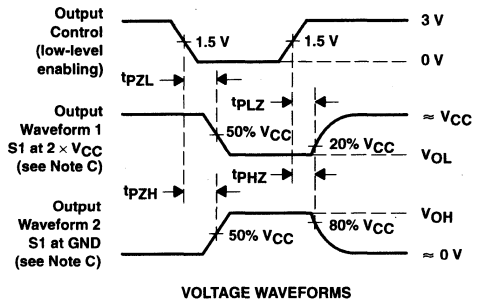 Output
Control
(low-level
enabling)
1.5 V
1.5 V
3 V
0 V
tPZL
tPLZ
Output
Waveform 1
S1 at 2 × VCC
(see Note C)
50% VCC
20% VCC
≈ VCC
VOL
tPZH
tPHZ
Output
Waveform 2
S1 at GND
(see Note C)
50% VCC
80% VCC
VOH
≈ 0 V
VOLTAGE WAVEFORMS